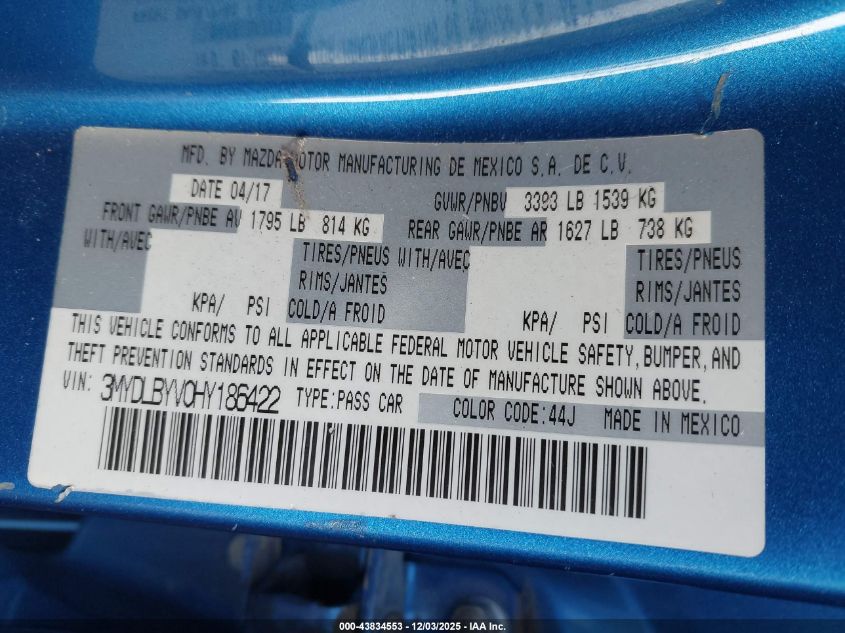 MFD. BY MAZDA MOTOR MANUFACTURING DE MEXICO S.A. DE C.V.
DATE 04/17 GVWR/PNBV 3393 LB 1539 KG
FRONT GAWR/PNBE AV 1795 LB 814 KG REAR GAWR/PNBE AR 1627 LB 738 KG
WITH/AVEC TIRES/PNEUS WITH/AVEC TIRES/PNEUS
RIMS/JANTES RIMS/JANTES
KPA/ PSI COLD/A FROID KPA/ PSI COLD/A FROID
THIS VEHICLE CONFORMS TO ALL APPLICABLE FEDERAL MOTOR VEHICLE SAFETY, BUMPER, AND
THEFT PREVENTION STANDARDS IN EFFECT ON THE DATE OF MANUFACTURE SHOWN ABOVE.
VIN: 3MYDLBYV0HY186422 TYPE:PASS CAR COLOR CODE:44J MADE IN MEXICO
000-43834553 - 12/03/2025 - IAA Inc.